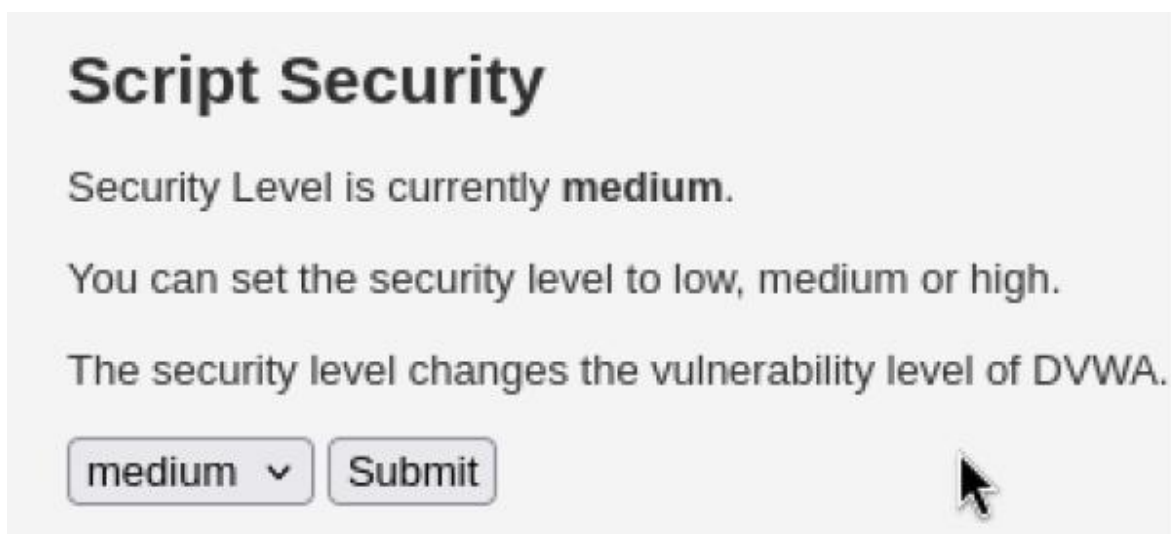 Script Security
Security Level is currently medium.
You can set the security level to low, medium or high.
The security level changes the vulnerability level of DVWA.
medium Submit